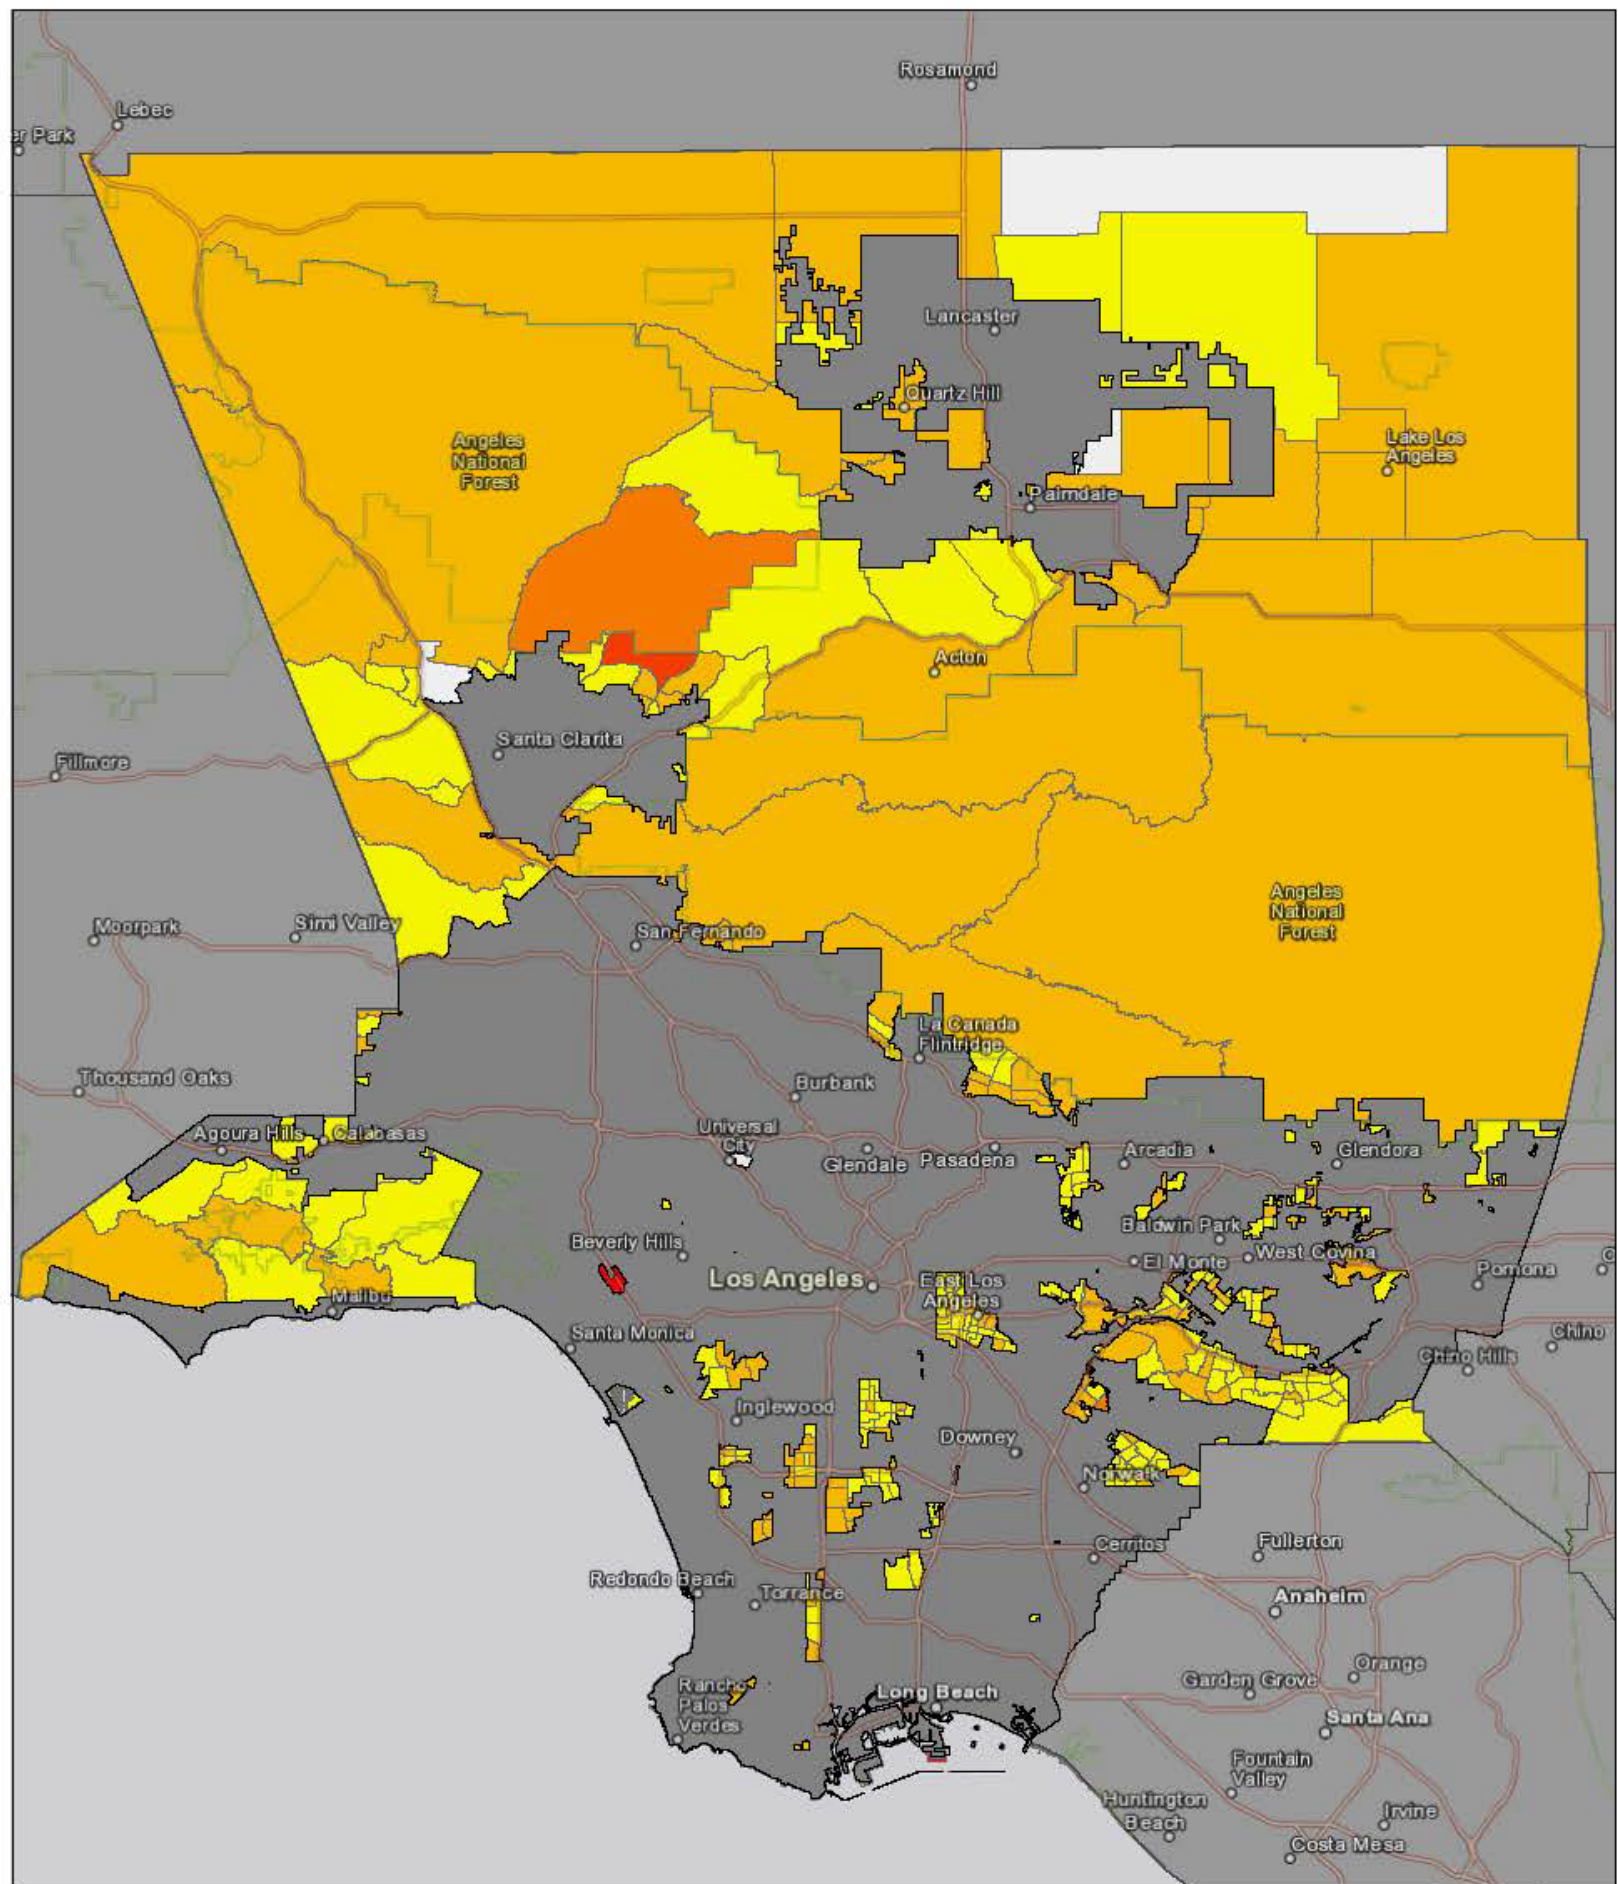 Rosamond
Lebec
er Park
Lancaster
Quartz Hill
Angeles
National
Forest
Lake Los
Angeles
Palmdale
Acton
Santa Clarita
Fillmore
Angeles
National
Forest
Moorpark
Simi Valley
San Fernando
La Canada
Flintridge
Thousand Oaks
Burbank
Universal
City
Agoura Hills
Calabasas
Glendale
Pasadena
Arcadia
Glendora
Baldwin Park
Beverly Hills
El Monte
West Covina
Pomona
Los Angeles
East Los
Angeles
Malibu
Santa Monica
Chino
Chino Hills
Inglewood
Downey
Norwalk
Cerritos
Fullerton
Redondo Beach
Torrance
Anaheim
Rancho
Palos
Verdes
Long Beach
Garden Grove
Orange
Santa Ana
Fountain
Valley
Huntington
Beach
Irvine
Costa Mesa